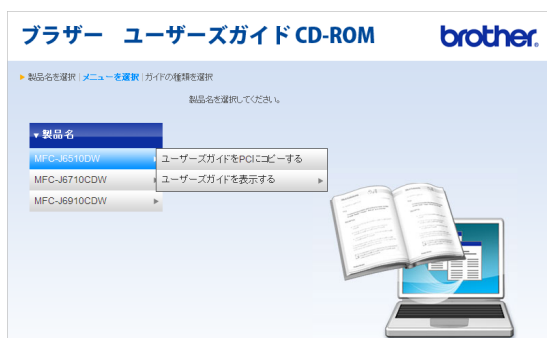 ブラザー ユーザーズガイド CD-ROM
brother.
製品名を選択 | メニューを選択 | ガイドの種類を選択
製品名を選択してください。
▼製品名
MFC-J6510DW
ユーザーズガイドをPCにコピーする
MFC-J6710CDW
ユーザーズガイドを表示する
MFC-J6910CDW